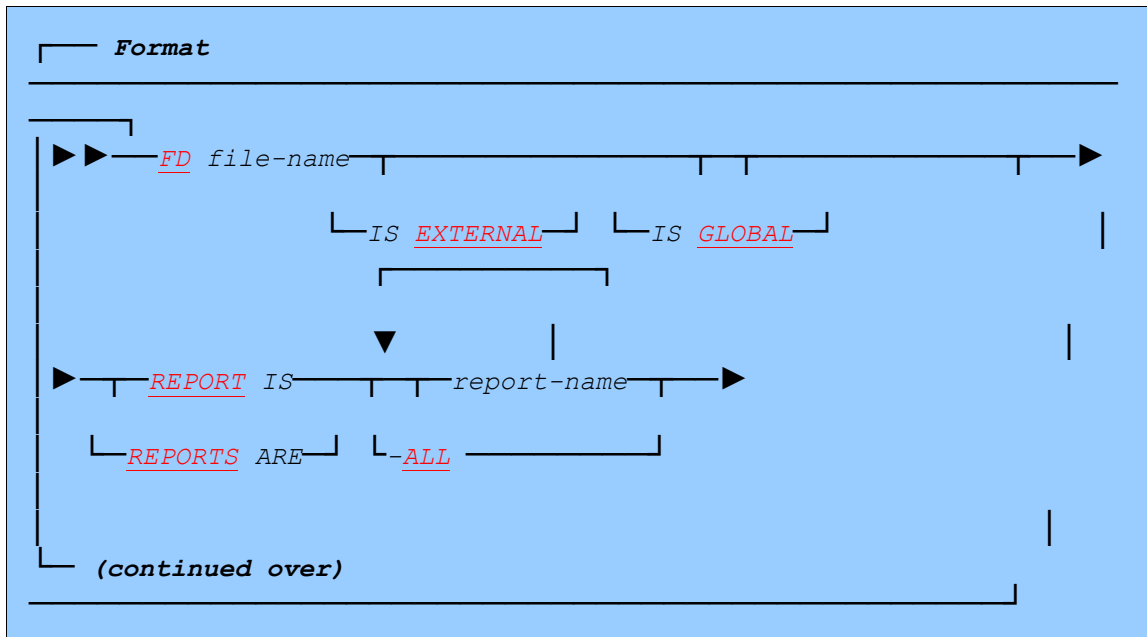 Format
FD file-name
IS EXTERNAL IS GLOBAL
REPORT IS report-name
REPORTS ARE -ALL
(continued over)